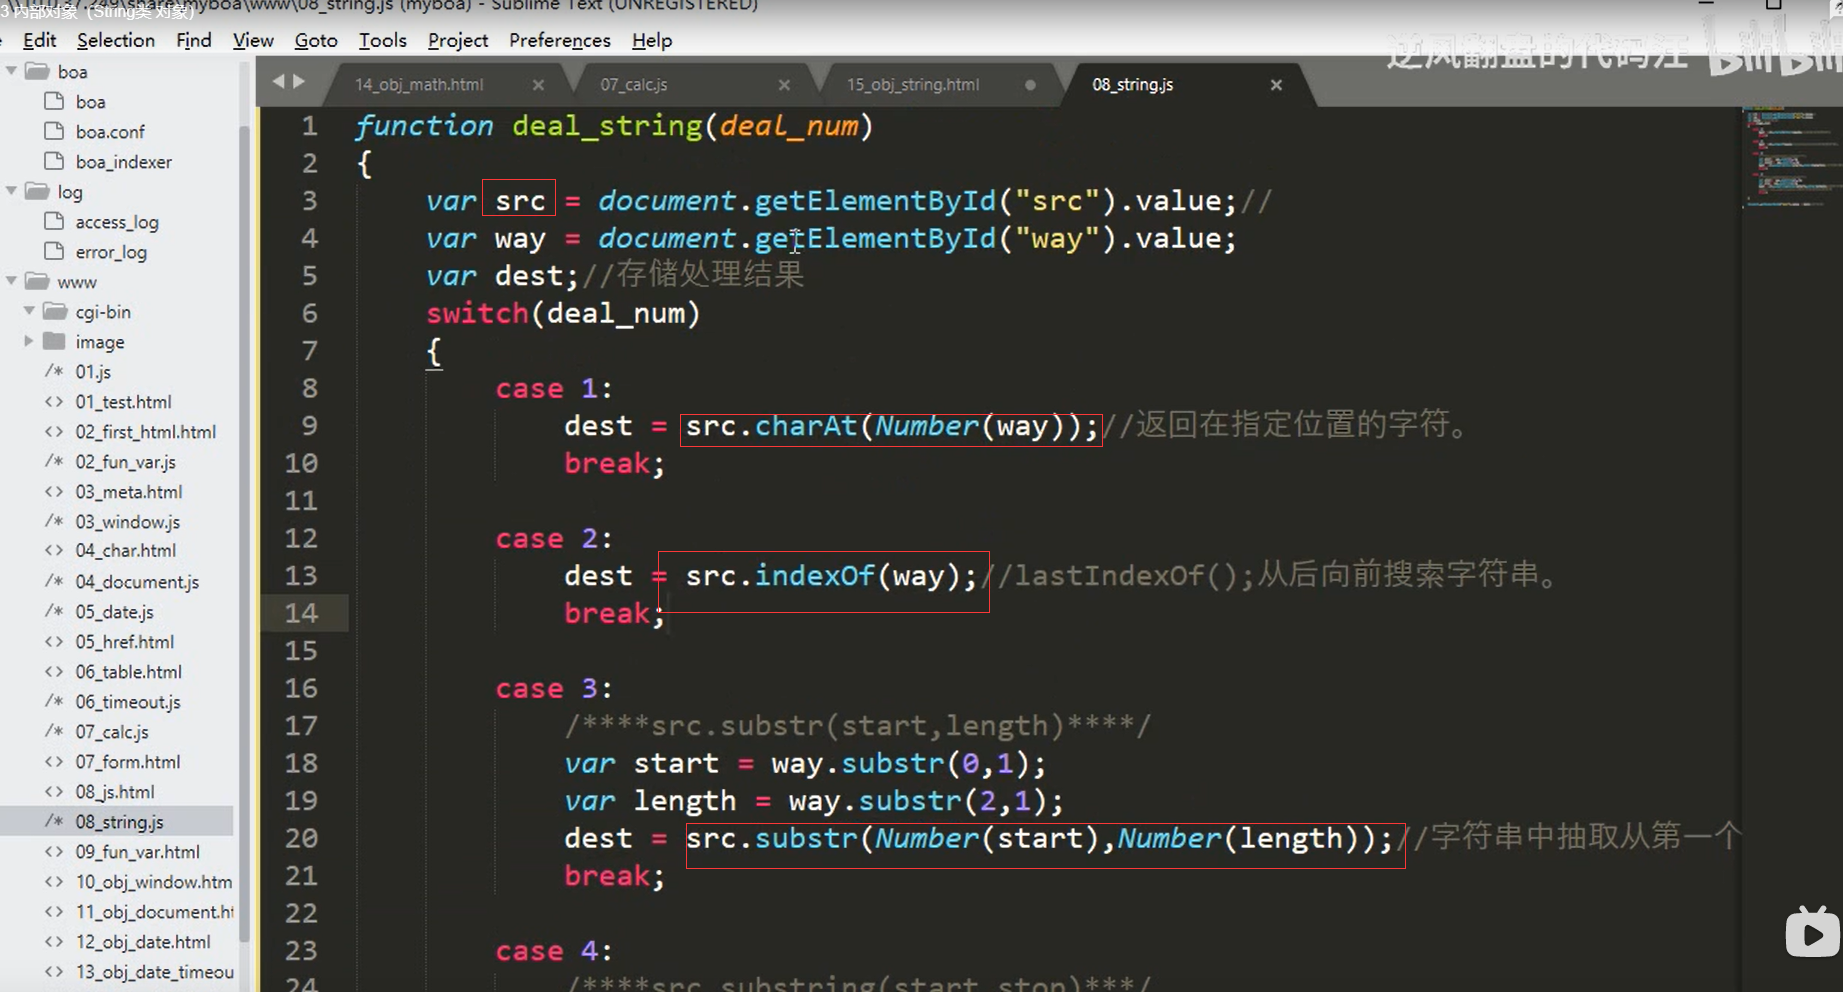 3 内部对象（String类 对象）
myboa\www\08_string.js (myboa) - Sublime Text (UNREGISTERED)
Edit Selection Find View Goto Tools Project Preferences Help
逆风翻盘的代码汪 bilibili
boa
boa
boa.conf
boa_indexer
log
access_log
error_log
www
cgi-bin
image
/* 01.js
<> 01_test.html
<> 02_first_html.html
/* 02_fun_var.js
<> 03_meta.html
/* 03_window.js
<> 04_char.html
/* 04_document.js
/* 05_date.js
<> 05_href.html
<> 06_table.html
/* 06_timeout.js
/* 07_calc.js
<> 07_form.html
<> 08_js.html
/* 08_string.js
<> 09_fun_var.html
<> 10_obj_window.htm
<> 11_obj_document.ht
<> 12_obj_date.html
<> 13_obj_date_timeou
14_obj_math.html × 07_calc.js × 15_obj_string.html 08_string.js ×
1 function deal_string(deal_num)
2 {
3 var src = document.getElementById("src").value;//
4 var way = document.getElementById("way").value;
5 var dest;//存储处理结果
6 switch(deal_num)
7 {
8 case 1:
9 dest = src.charAt(Number(way));//返回在指定位置的字符。
10 break;
11
12 case 2:
13 dest = src.indexOf(way);//lastIndexOf();从后向前搜索字符串。
14 break;
15
16 case 3:
17 /****src.substr(start,length)****/
18 var start = way.substr(0,1);
19 var length = way.substr(2,1);
20 dest = src.substr(Number(start),Number(length));//字符串中抽取从第一个
21 break;
22
23 case 4:
24 /****src.substring(start,stop)***/